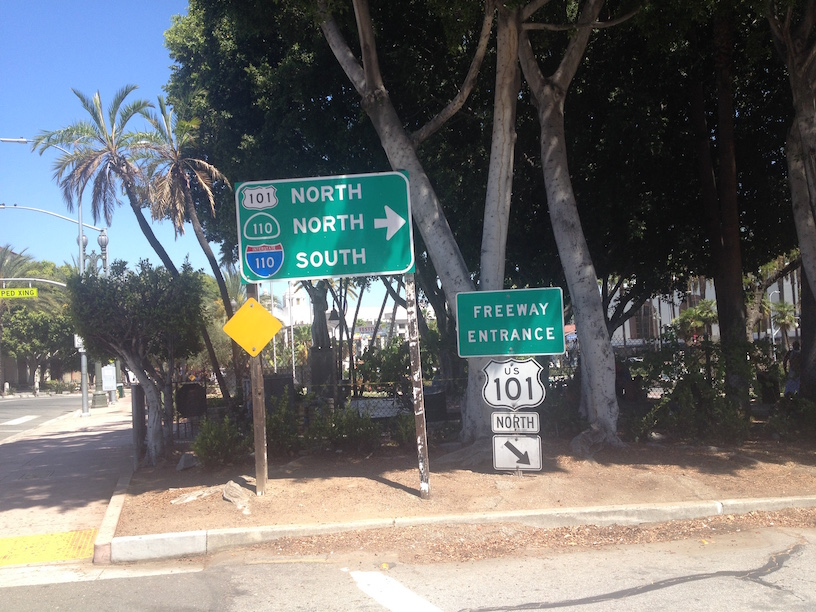 PED XING
101 NORTH
110 NORTH
INTERSTATE
110 SOUTH
FREEWAY
ENTRANCE
US
101
NORTH